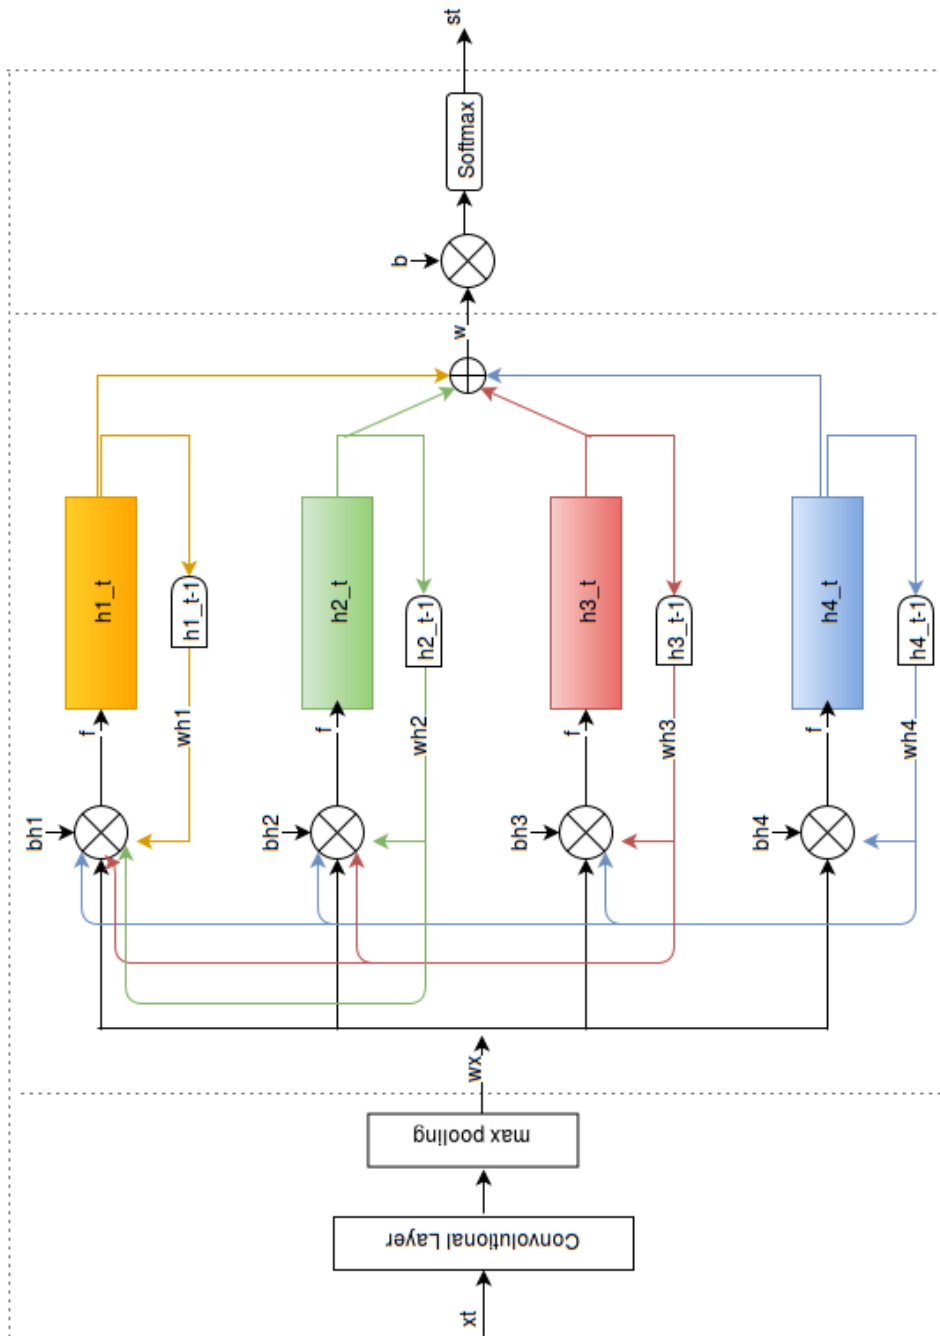 st
Softmax
b
w
h1_t
h2_t
h3_t
h4_t
h1_t-1
h2_t-1
h3_t-1
h4_t-1
f
f
f
f
wh1
wh2
wh3
wh4
bh1
bh2
bh3
bh4
wx
max pooling
Convolutional Layer
xt